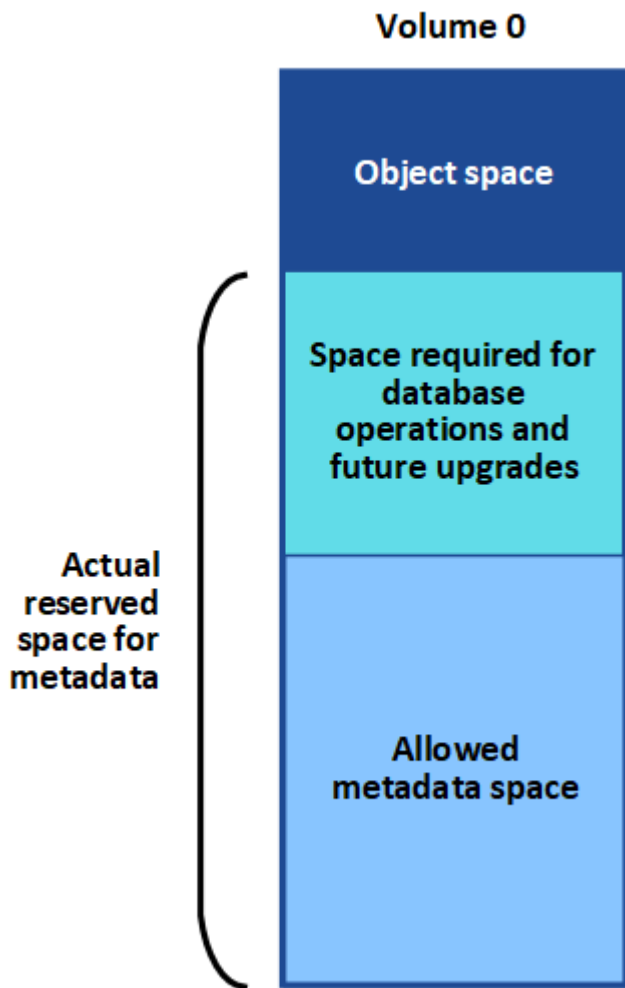 Volume 0
Object space
Space required for
database
operations and
future upgrades
Actual
reserved
space for
metadata
Allowed
metadata space